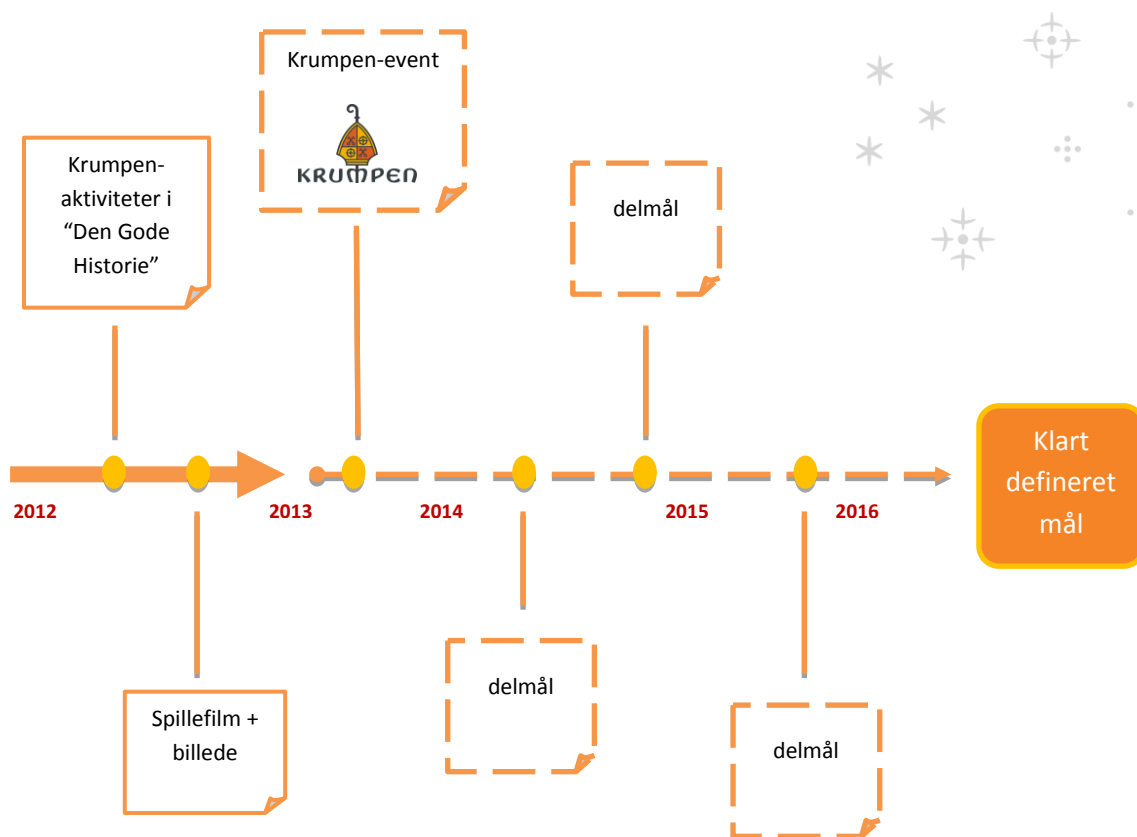 Krumpen-event
KRUMPEN
Krumpen-
aktiviteter i
“Den Gode
Historie”
delmål
Klart
defineret
mål
2012
2013
2014
2015
2016
delmål
Spillefilm +
billede
delmål